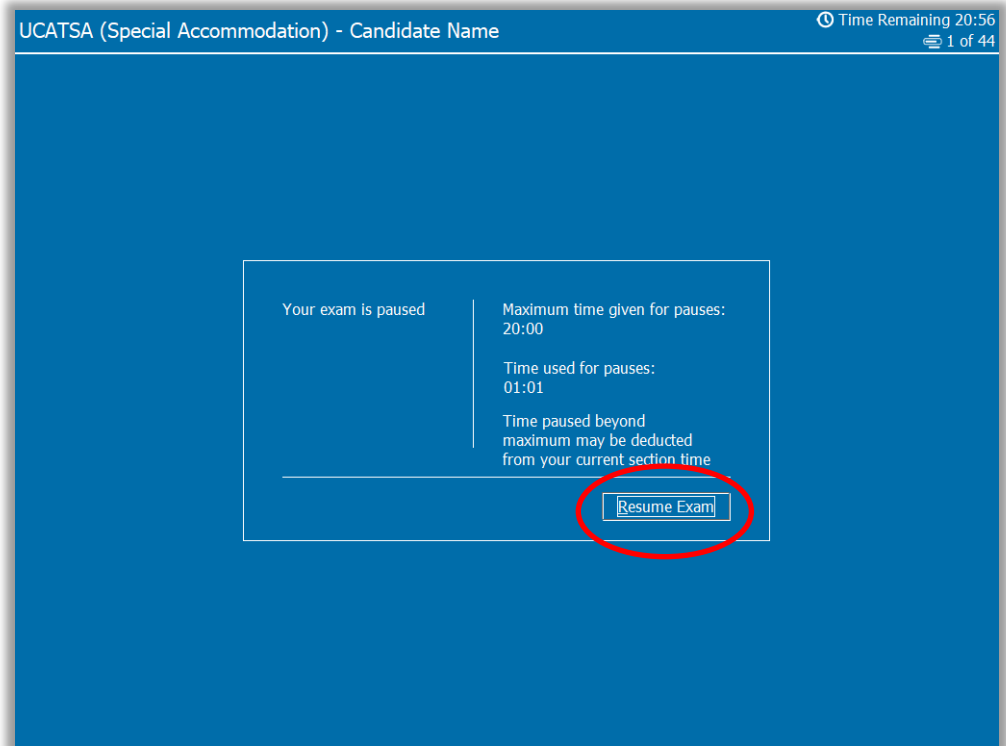 UCATSA (Special Accommodation) - Candidate Name
Time Remaining 20:56
1 of 44
Your exam is paused
Maximum time given for pauses:
20:00
Time used for pauses:
01:01
Time paused beyond
maximum may be deducted
from your current section time
Resume Exam